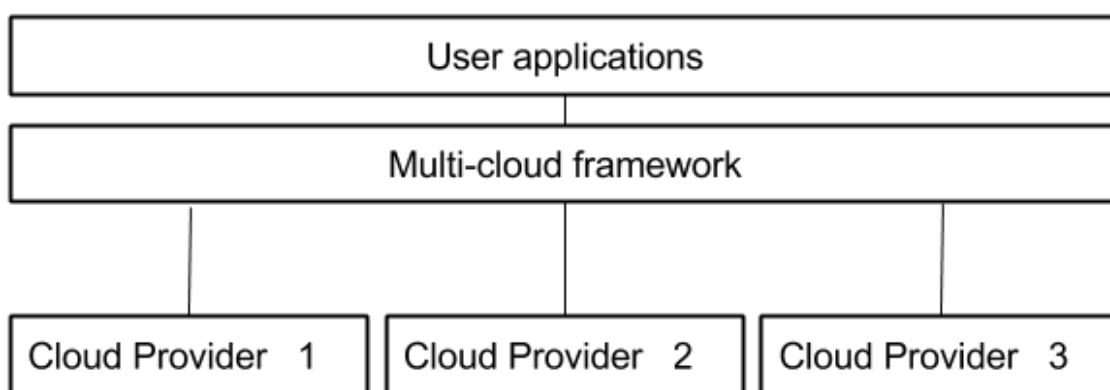 User applications
Multi-cloud framework
Cloud Provider 1
Cloud Provider 2
Cloud Provider 3